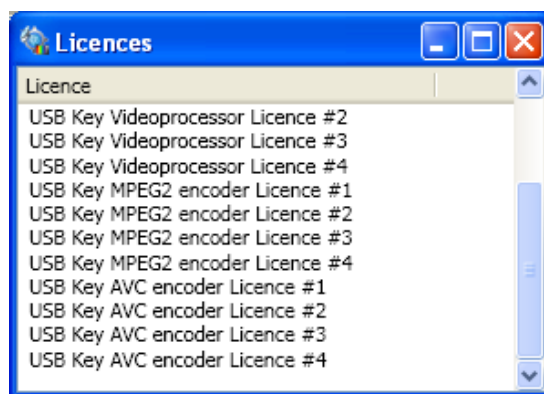 Licences
Licence
USB Key Videoprocessor Licence #2
USB Key Videoprocessor Licence #3
USB Key Videoprocessor Licence #4
USB Key MPEG2 encoder Licence #1
USB Key MPEG2 encoder Licence #2
USB Key MPEG2 encoder Licence #3
USB Key MPEG2 encoder Licence #4
USB Key AVC encoder Licence #1
USB Key AVC encoder Licence #2
USB Key AVC encoder Licence #3
USB Key AVC encoder Licence #4